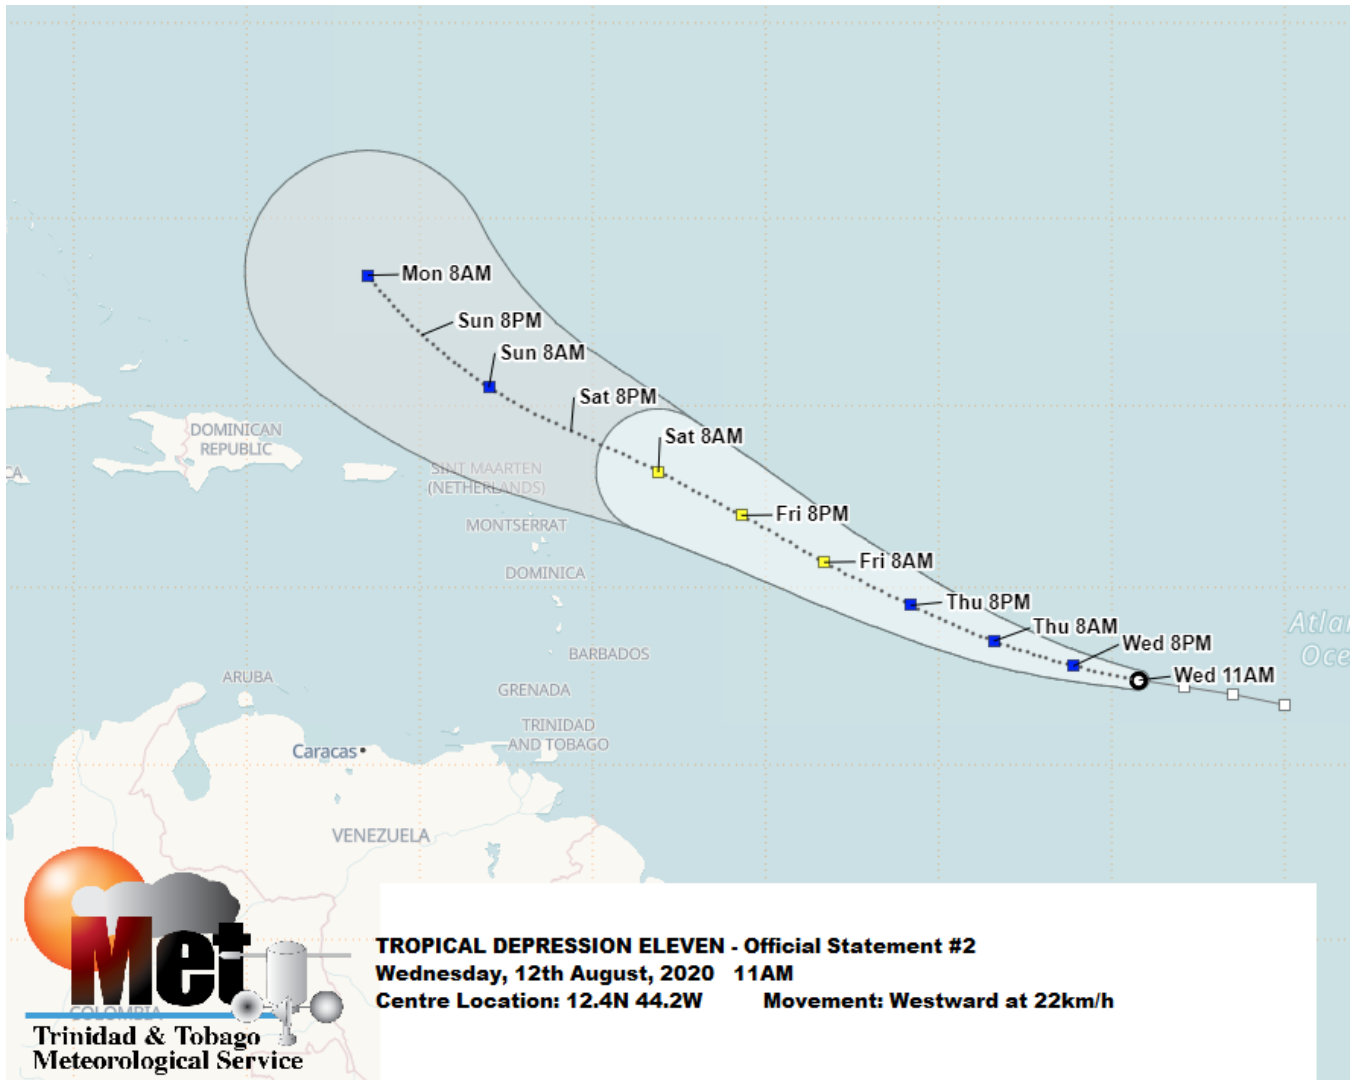 Mon 8AM
Sun 8PM
Sun 8AM
Sat 8PM
Sat 8AM
Fri 8PM
Fri 8AM
Thu 8PM
Thu 8AM
Wed 8PM
Wed 11AM
DOMINICAN
REPUBLIC
CA
SINT MAARTEN
(NETHERLANDS)
MONTSERRAT
DOMINICA
BARBADOS
GRENADA
ARUBA
TRINIDAD
AND TOBAGO
Caracas
VENEZUELA
COLOMBIA
Atla
Oce
Met
Trinidad & Tobago
Meteorological Service
TROPICAL DEPRESSION ELEVEN - Official Statement #2
Wednesday, 12th August, 2020 11AM
Centre Location: 12.4N 44.2W Movement: Westward at 22km/h